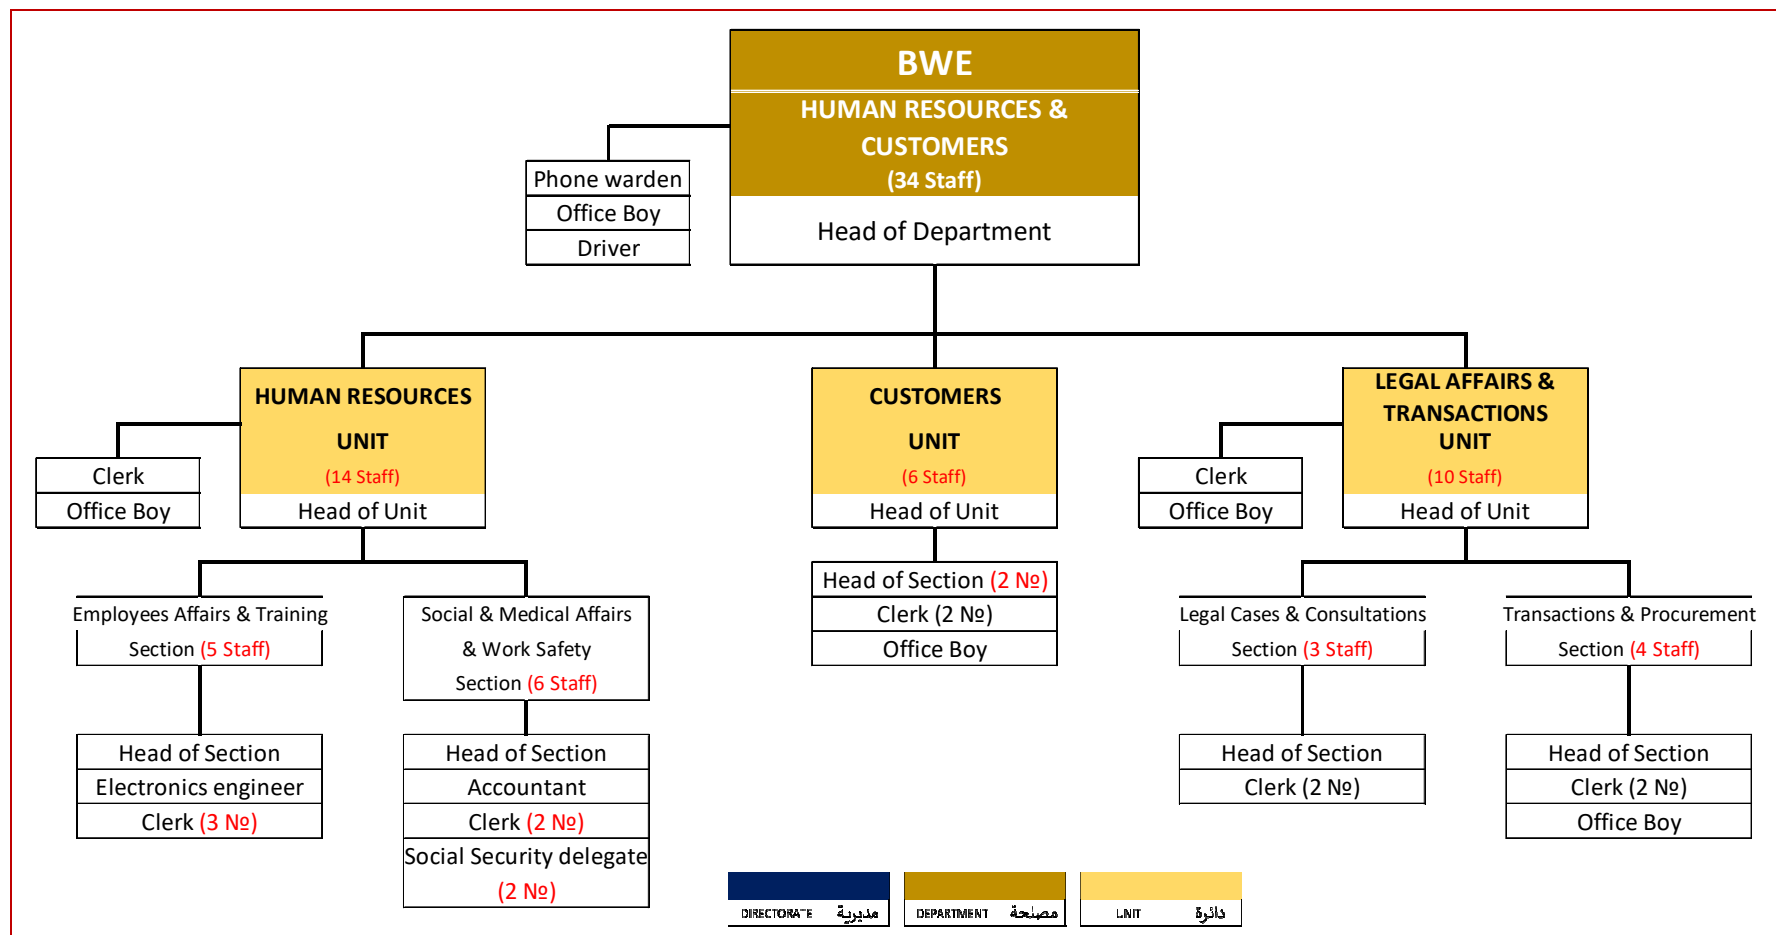 BWE
HUMAN RESOURCES &
CUSTOMERS
(34 Staff)
Head of Department
Phone warden
Office Boy
Driver
HUMAN RESOURCES
UNIT
(14 Staff)
Head of Unit
Clerk
Office Boy
CUSTOMERS
UNIT
(6 Staff)
Head of Unit
LEGAL AFFAIRS &
TRANSACTIONS
UNIT
(10 Staff)
Head of Unit
Clerk
Office Boy
Employees Affairs & Training
Section (5 Staff)
Head of Section
Electronics engineer
Clerk (3 №)
Social & Medical Affairs
& Work Safety
Section (6 Staff)
Head of Section
Accountant
Clerk (2 №)
Social Security delegate
(2 №)
Head of Section (2 №)
Clerk (2 №)
Office Boy
Legal Cases & Consultations
Section (3 Staff)
Head of Section
Clerk (2 №)
Transactions & Procurement
Section (4 Staff)
Head of Section
Clerk (2 №)
Office Boy
DIRECTORATE مديرية
DEPARTMENT مصلحة
UNIT دائرة